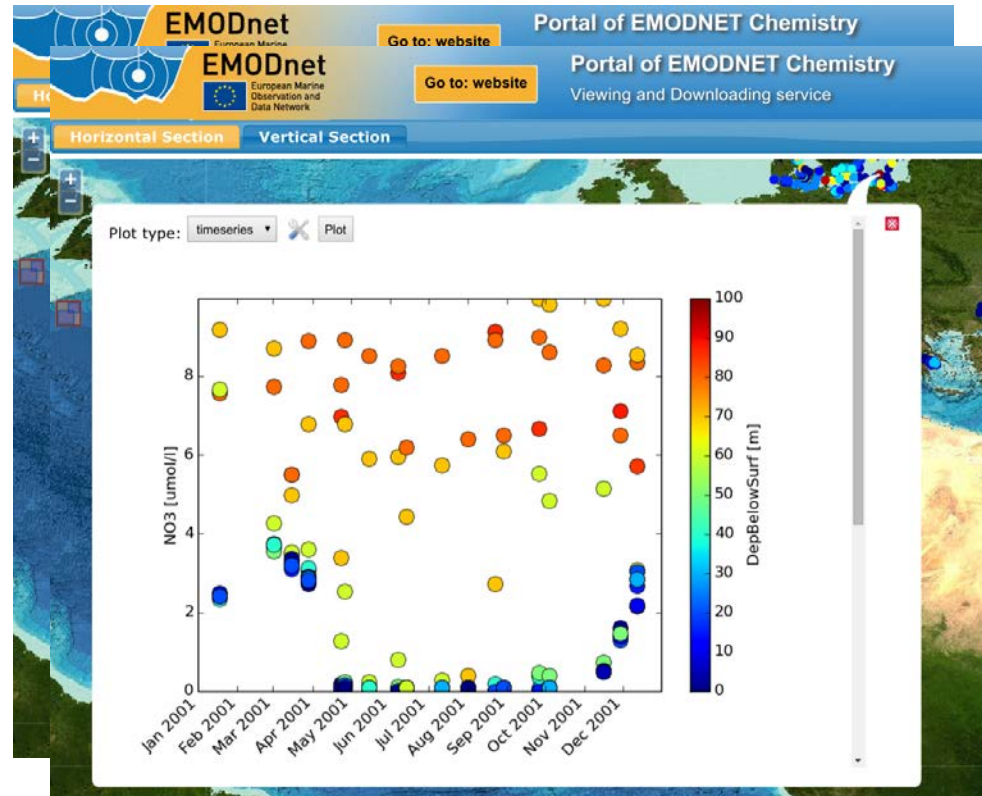 EMODnet
European Marine
Go to: website
Portal of EMODNET Chemistry
EMODnet
European Marine
Observation and
Data Network
Go to: website
Portal of EMODNET Chemistry
Viewing and Downloading service
Horizontal Section
Vertical Section
+
−
+
−
Plot type:
timeseries
Plot
NO3 [umol/l]
8
6
4
2
0
Jan 2001
Feb 2001
Mar 2001
Apr 2001
May 2001
Jun 2001
Jul 2001
Aug 2001
Sep 2001
Oct 2001
Nov 2001
Dec 2001
100
90
80
70
60
50
40
30
20
10
0
DepBelowSurf [m]